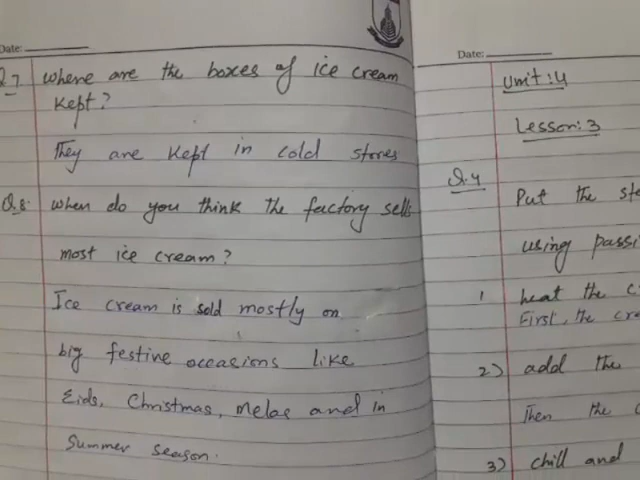 Date:
Q 7 where are the boxes of ice cream
kept?
They are kept in cold stores
Q.8. when do you think the factory sells
most ice cream?
Ice cream is sold mostly on
big festive occasions like
Eids, Christmas, Melas and in
Summer season.
Date:
Unit: 4
Lesson: 3
Q.4 Put the
using
1 heat the
First, the
2) add the
Then the
3) chill and